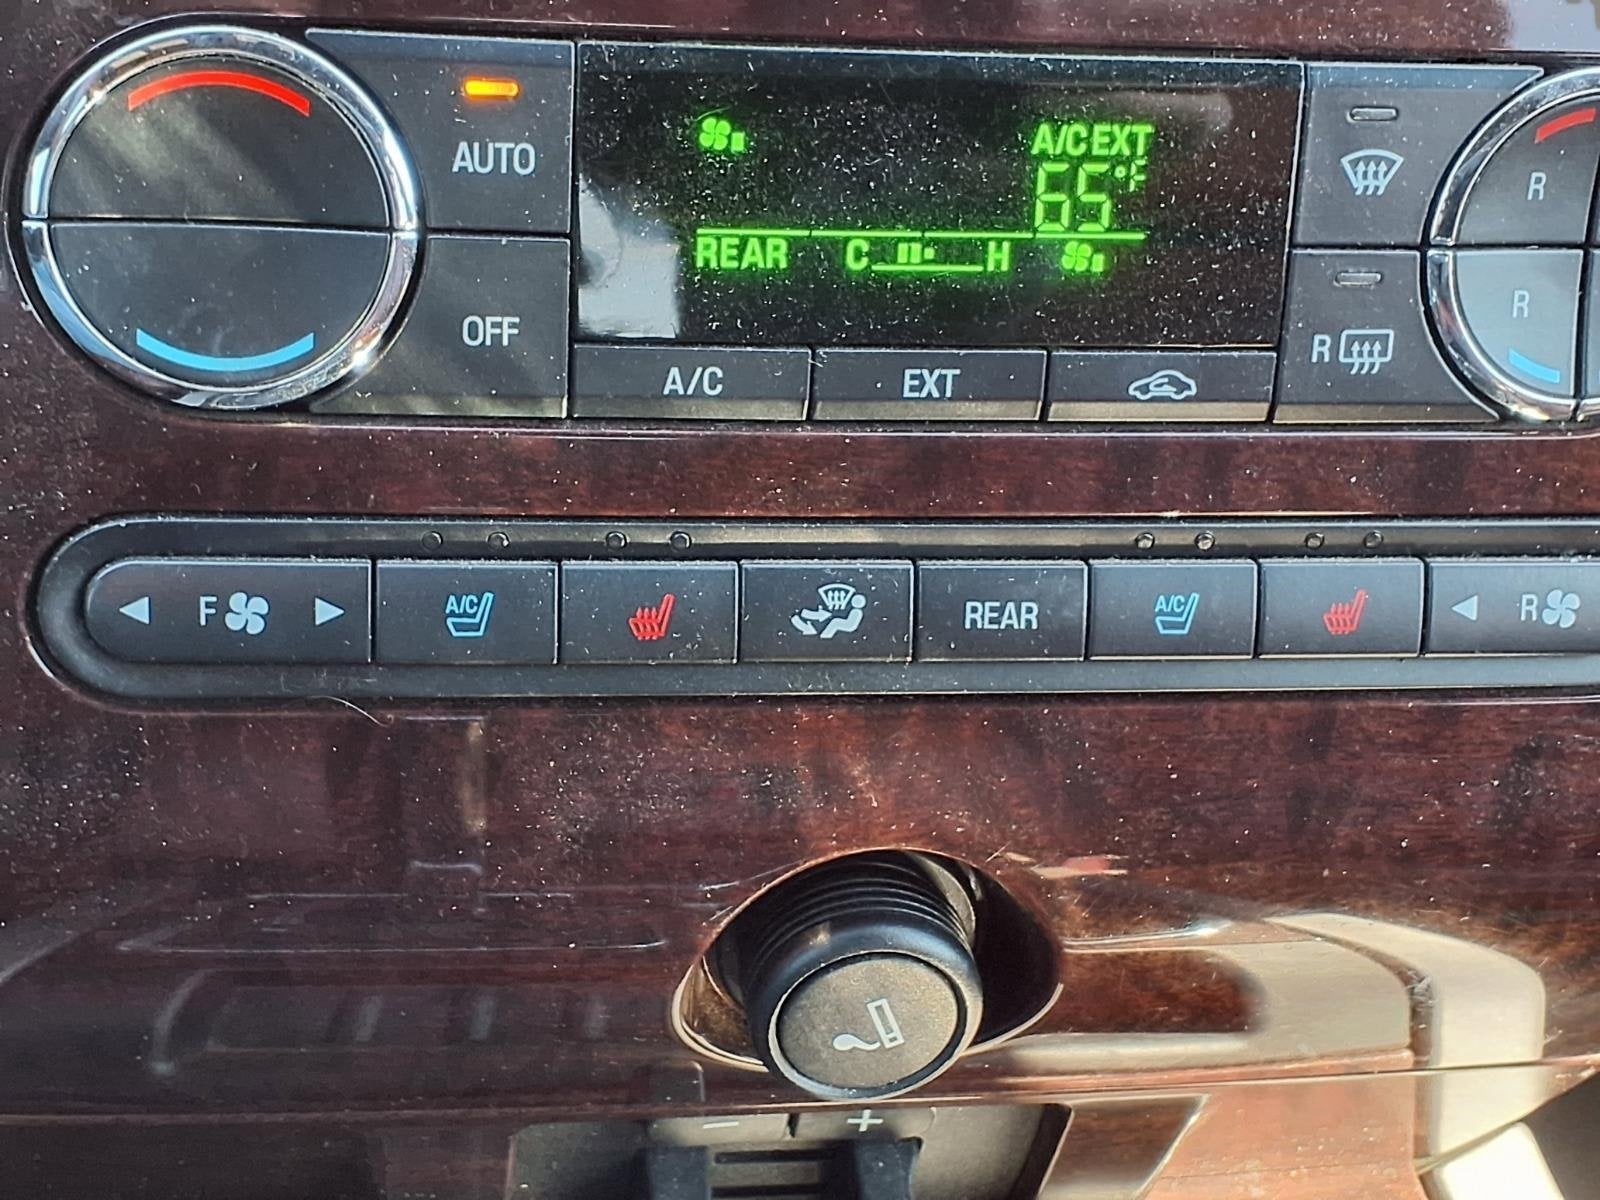 AUTO
OFF
A/C EXT
65°F
REAR C H
A/C EXT
R
R
R
F
A/C
REAR
A/C
R
- +